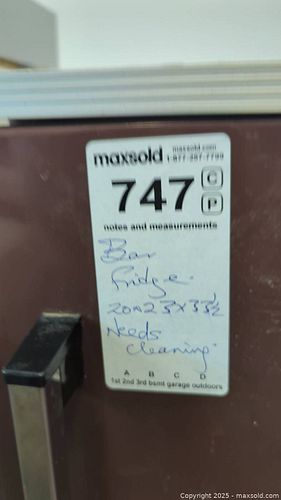 maxsold maxsold.com
1-877-257-7799
747 C
P
notes and measurements
Bar
fridge.
20x23x33½
Needs
cleaning.
A B C D
1st 2nd 3rd bsmt garage outdoors
Copyright © 2025 - maxsold.com